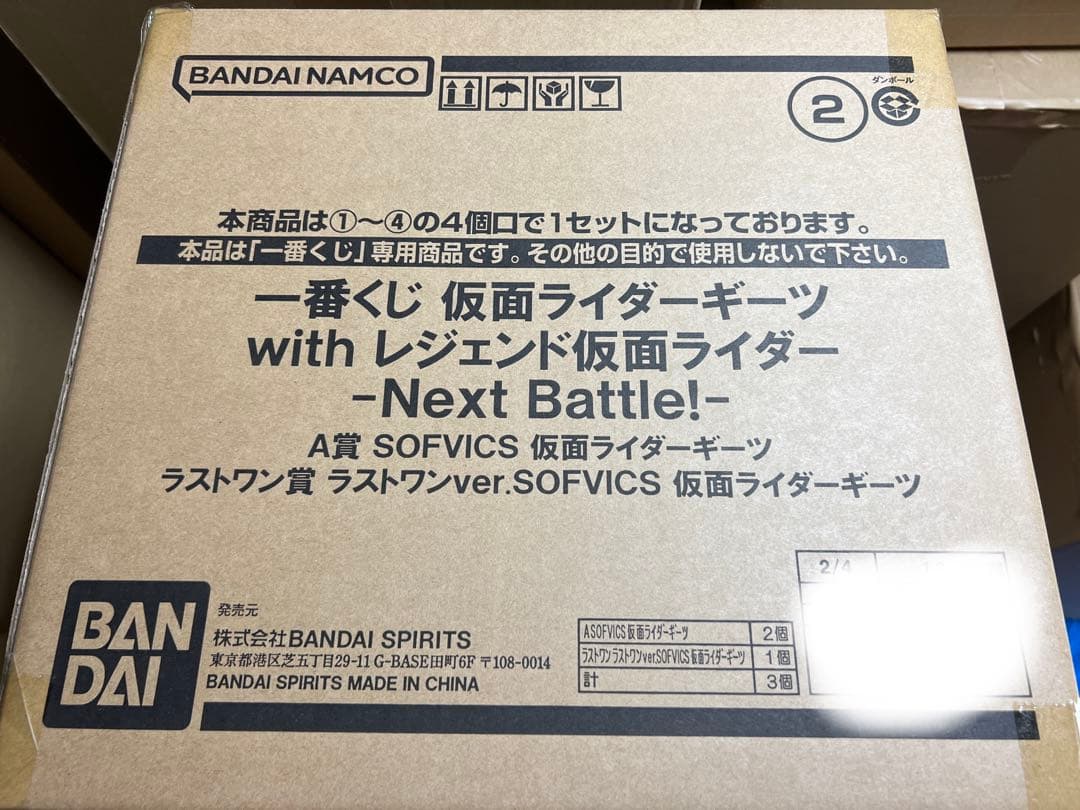 BANDAI NAMCO
2
ダンボール
本商品は①～④の4個口で1セットになっております。
本品は「一番くじ」専用商品です。その他の目的で使用しないで下さい。
一番くじ 仮面ライダーギーツ
with レジェンド仮面ライダー
-Next Battle!-
A賞 SOFVICS 仮面ライダーギーツ
ラストワン賞 ラストワンver.SOFVICS 仮面ライダーギーツ
2/4
BAN
DAI
発売元
株式会社BANDAI SPIRITS
東京都港区芝五丁目29-11 G-BASE田町6F 〒108-0014
BANDAI SPIRITS MADE IN CHINA
A SOFVICS 仮面ライダーギーツ 2個
ラストワン ラストワンver.SOFVICS 仮面ライダーギーツ 1個
計 3個